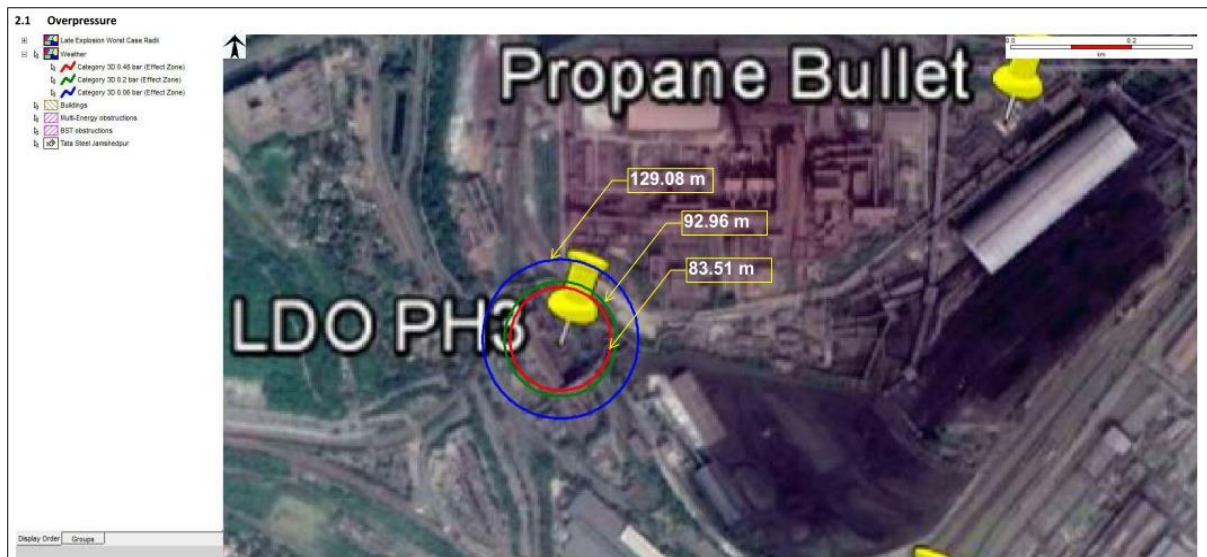 2.1 Overpressure
Late Explosion Worst Case Radii
Weather
Category 3D 0.48 bar (Effect Zone)
Category 3D 0.2 bar (Effect Zone)
Category 3D 0.06 bar (Effect Zone)
Buildings
Multi-Energy obstructions
BST obstructions
Tata Steel Jamshedpur
0.0 0.2
km
Propane Bullet
129.08 m
92.96 m
83.51 m
LDO PH3
Display Order Groups